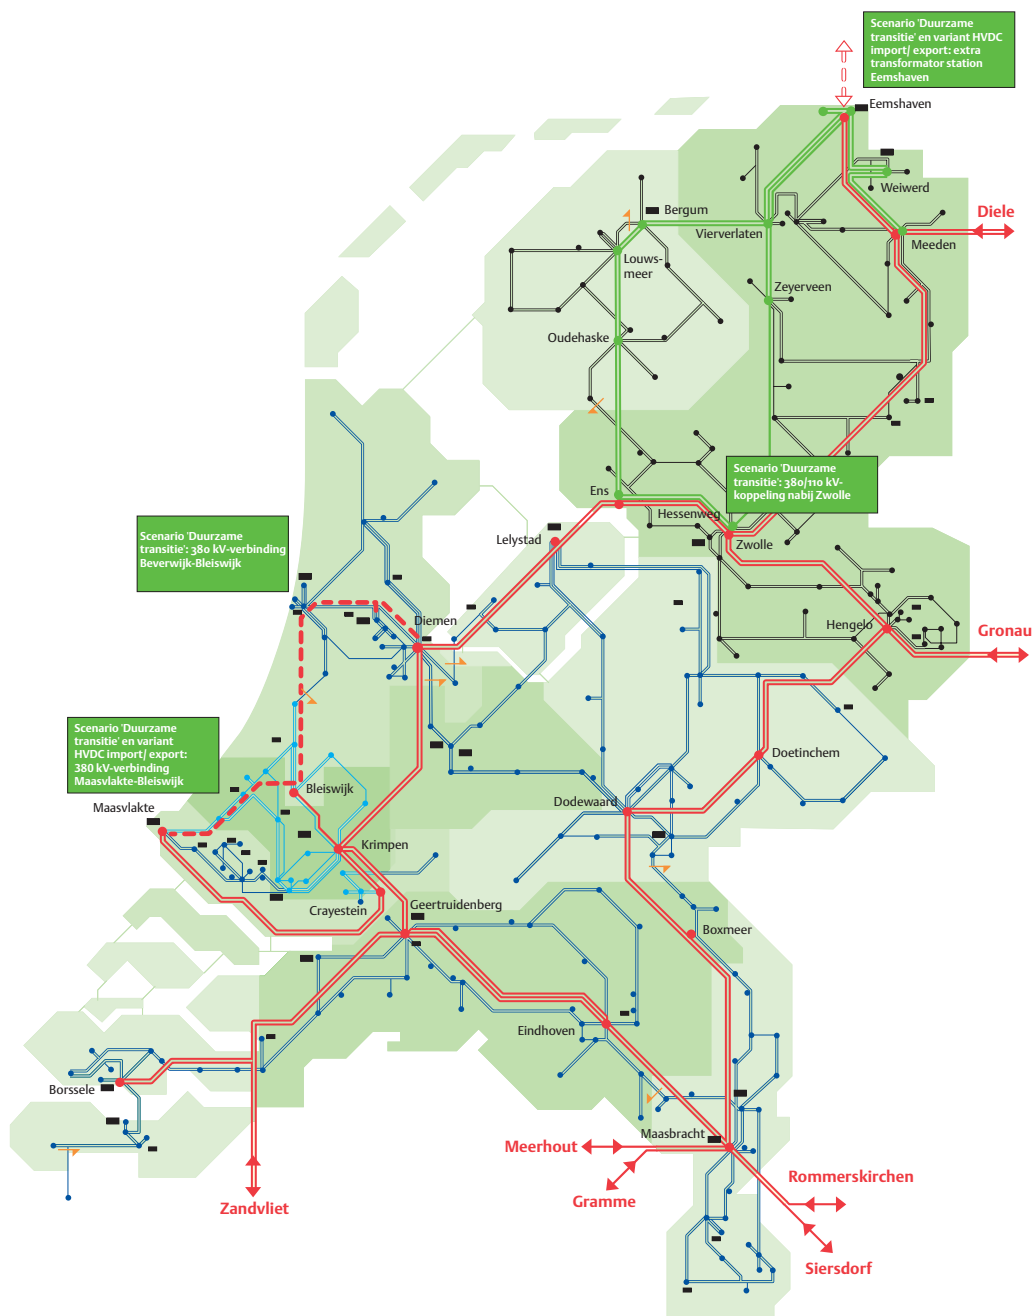 Scenario 'Duurzame
transitie' en variant HVDC
import/ export: extra
transformator station
Eemshaven
Eemshaven
Weiwerd
Bergum
Diele
Vierverlaten
Meeden
Louws-
meer
Zeyerveen
Oudehaske
Scenario 'Duurzame
transitie': 380/110 kV-
koppeling nabij Zwolle
Ens
Hessenweg
Lelystad
Zwolle
Scenario 'Duurzame
transitie': 380 kV-verbinding
Beverwijk-Bleiswijk
Diemen
Hengelo
Gronau
Scenario 'Duurzame
transitie' en variant
HVDC import/ export:
380 kV-verbinding
Maasvlakte-Bleiswijk
Doetinchem
Bleiswijk
Maasvlakte
Dodewaard
Krimpen
Crayestein
Geertruidenberg
Boxmeer
Eindhoven
Borssele
Maasbracht
Meerhout
Rommerskirchen
Gramme
Zandvliet
Siersdorf